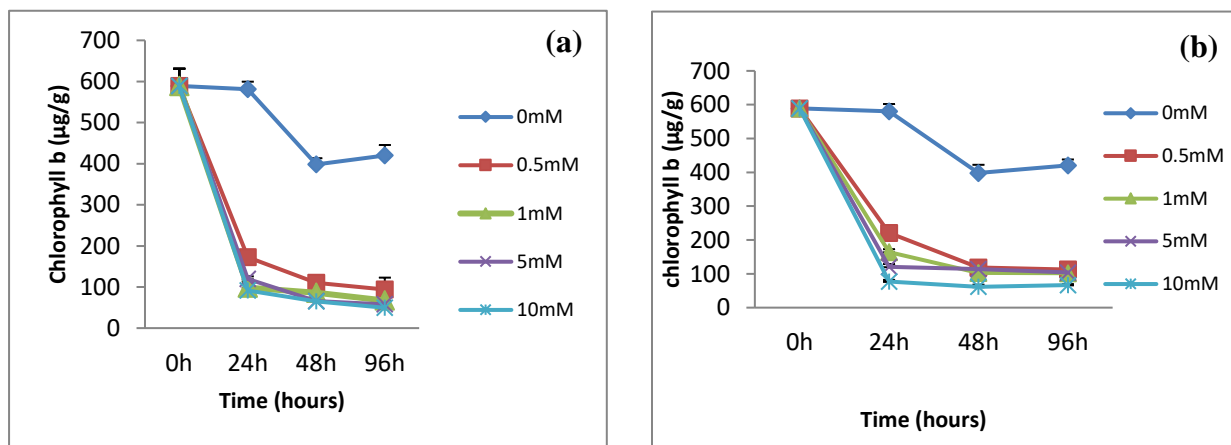 (a)
Chlorophyll b (µg/g)
700
600
500
400
300
200
100
0
0h 24h 48h 96h
Time (hours)
0mM
0.5mM
1mM
5mM
10mM
(b)
chlorophyll b (µg/g)
700
600
500
400
300
200
100
0
0h 24h 48h 96h
Time (hours)
0mM
0.5mM
1mM
5mM
10mM